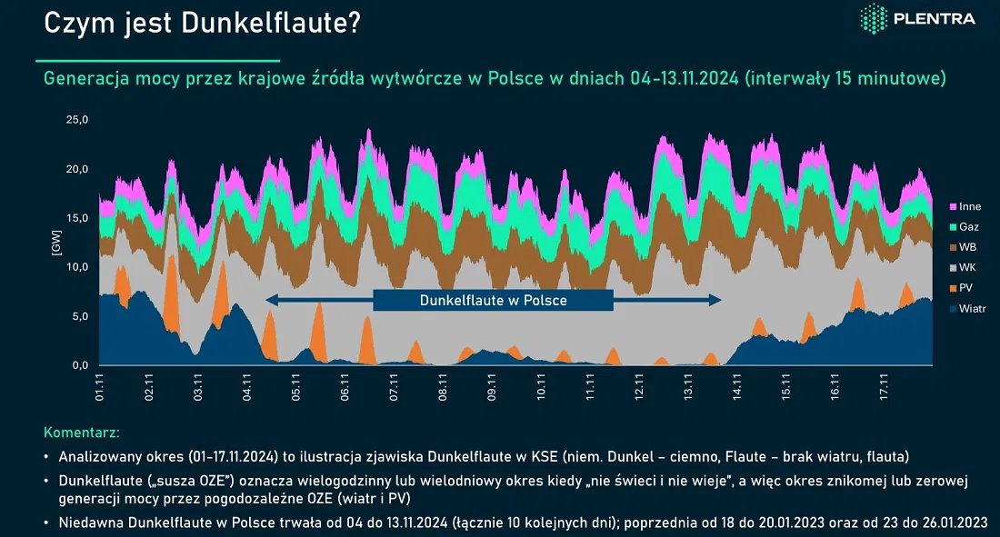 Czym jest Dunkelflaute?
PLENTRA
Generacja mocy przez krajowe źródła wytwórcze w Polsce w dniach 04-13.11.2024 (interwały 15 minutowe)
25,0
20,0
15,0
10,0
5,0
0,0
[GW]
Dunkelflaute w Polsce
Inne
Gaz
WB
WK
PV
Wiatr
01.11
02.11
03.11
04.11
05.11
06.11
07.11
08.11
09.11
10.11
11.11
12.11
13.11
14.11
15.11
16.11
17.11
Komentarz:
• Analizowany okres (01-17.11.2024) to ilustracja zjawiska Dunkelflaute w KSE (niem. Dunkel – ciemno, Flaute – brak wiatru, flauta)
• Dunkelflaute („susza OZE”) oznacza wielogodzinny lub wielodniowy okres kiedy „nie świeci i nie wieje”, a więc okres znikomej lub zerowej
generacji mocy przez pogodozależne OZE (wiatr i PV)
• Niedawna Dunkelflaute w Polsce trwała od 04 do 13.11.2024 (łącznie 10 kolejnych dni); poprzednia od 18 do 20.01.2023 oraz od 23 do 26.01.2023